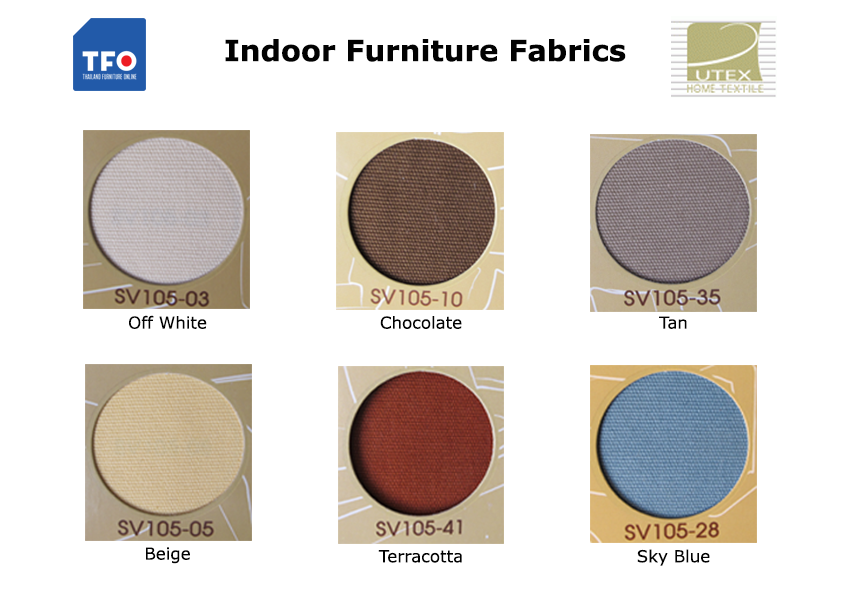 TFO
THAILAND FURNITURE ONLINE
Indoor Furniture Fabrics
UTEX
HOME TEXTILE
SV105-03
SV105-10
SV105-35
Off White
Chocolate
Tan
SV105-05
SV105-41
SV105-28
Beige
Terracotta
Sky Blue